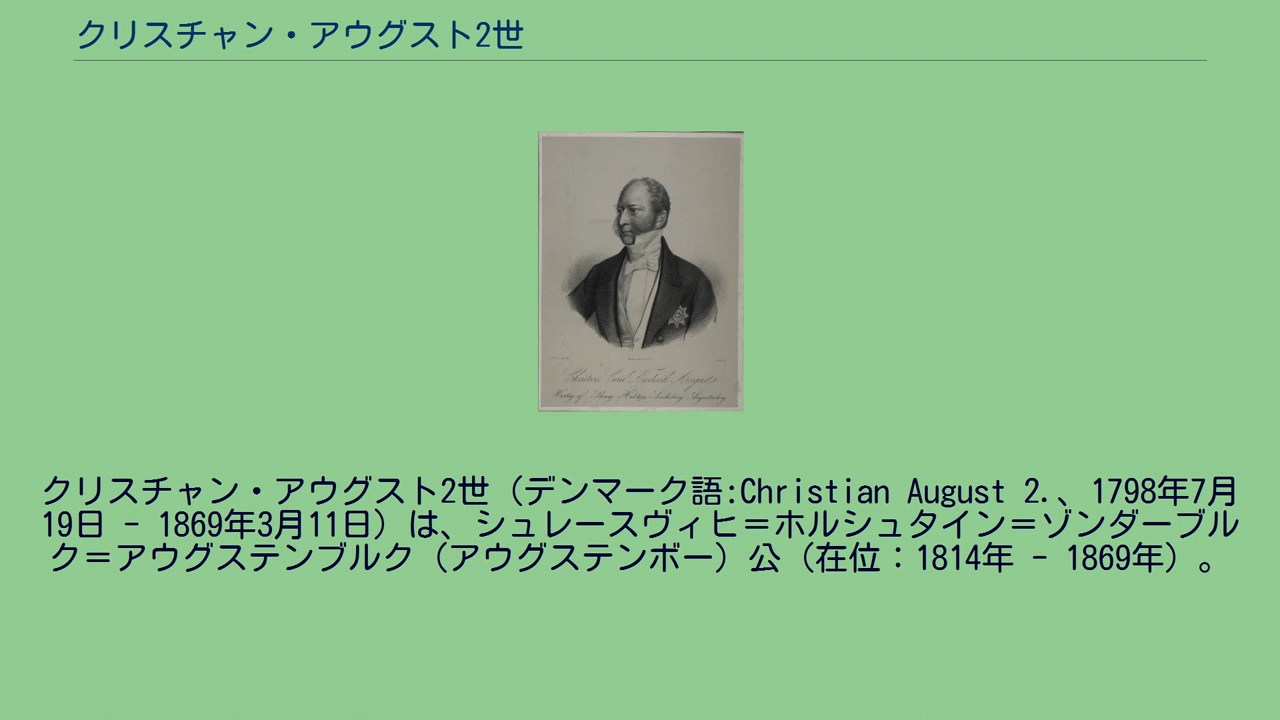 クリスチャン・アウグスト2世
クリスチャン・アウグスト2世（デンマーク語:Christian August 2.、1798年7月
19日 - 1869年3月11日）は、シュレースヴィヒ＝ホルシュタイン＝ゾンダーブル
ク＝アウグステンブルク（アウグステンボー）公（在位：1814年 - 1869年）。